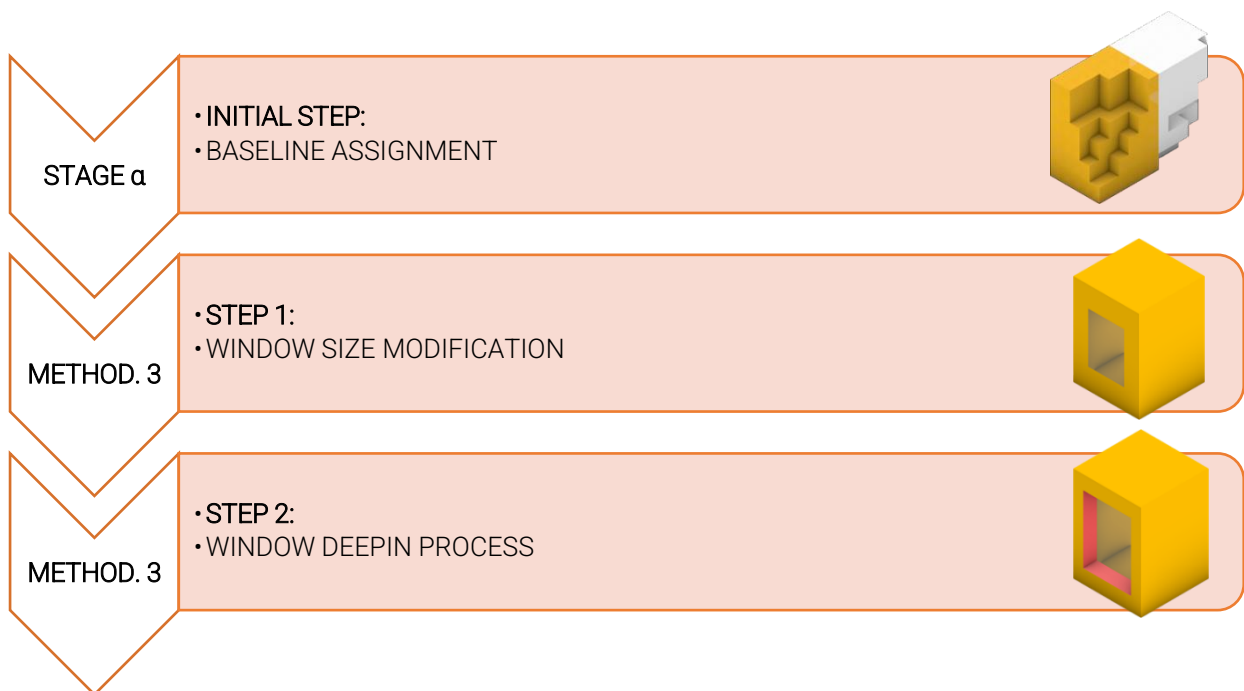 STAGE α
• INITIAL STEP:
• BASELINE ASSIGNMENT
METHOD. 3
• STEP 1:
• WINDOW SIZE MODIFICATION
METHOD. 3
• STEP 2:
• WINDOW DEEPIN PROCESS